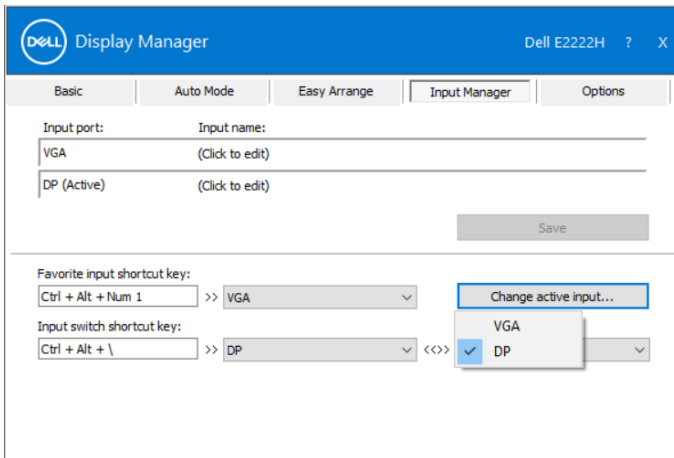 DELL Display Manager Dell E2222H ? X
Basic Auto Mode Easy Arrange Input Manager Options
Input port: Input name:
VGA (Click to edit)
DP (Active) (Click to edit)
Save
Favorite input shortcut key:
Ctrl + Alt + Num 1 >> VGA Change active input...
Input switch shortcut key:
VGA
Ctrl + Alt + \ >> DP <<>> DP